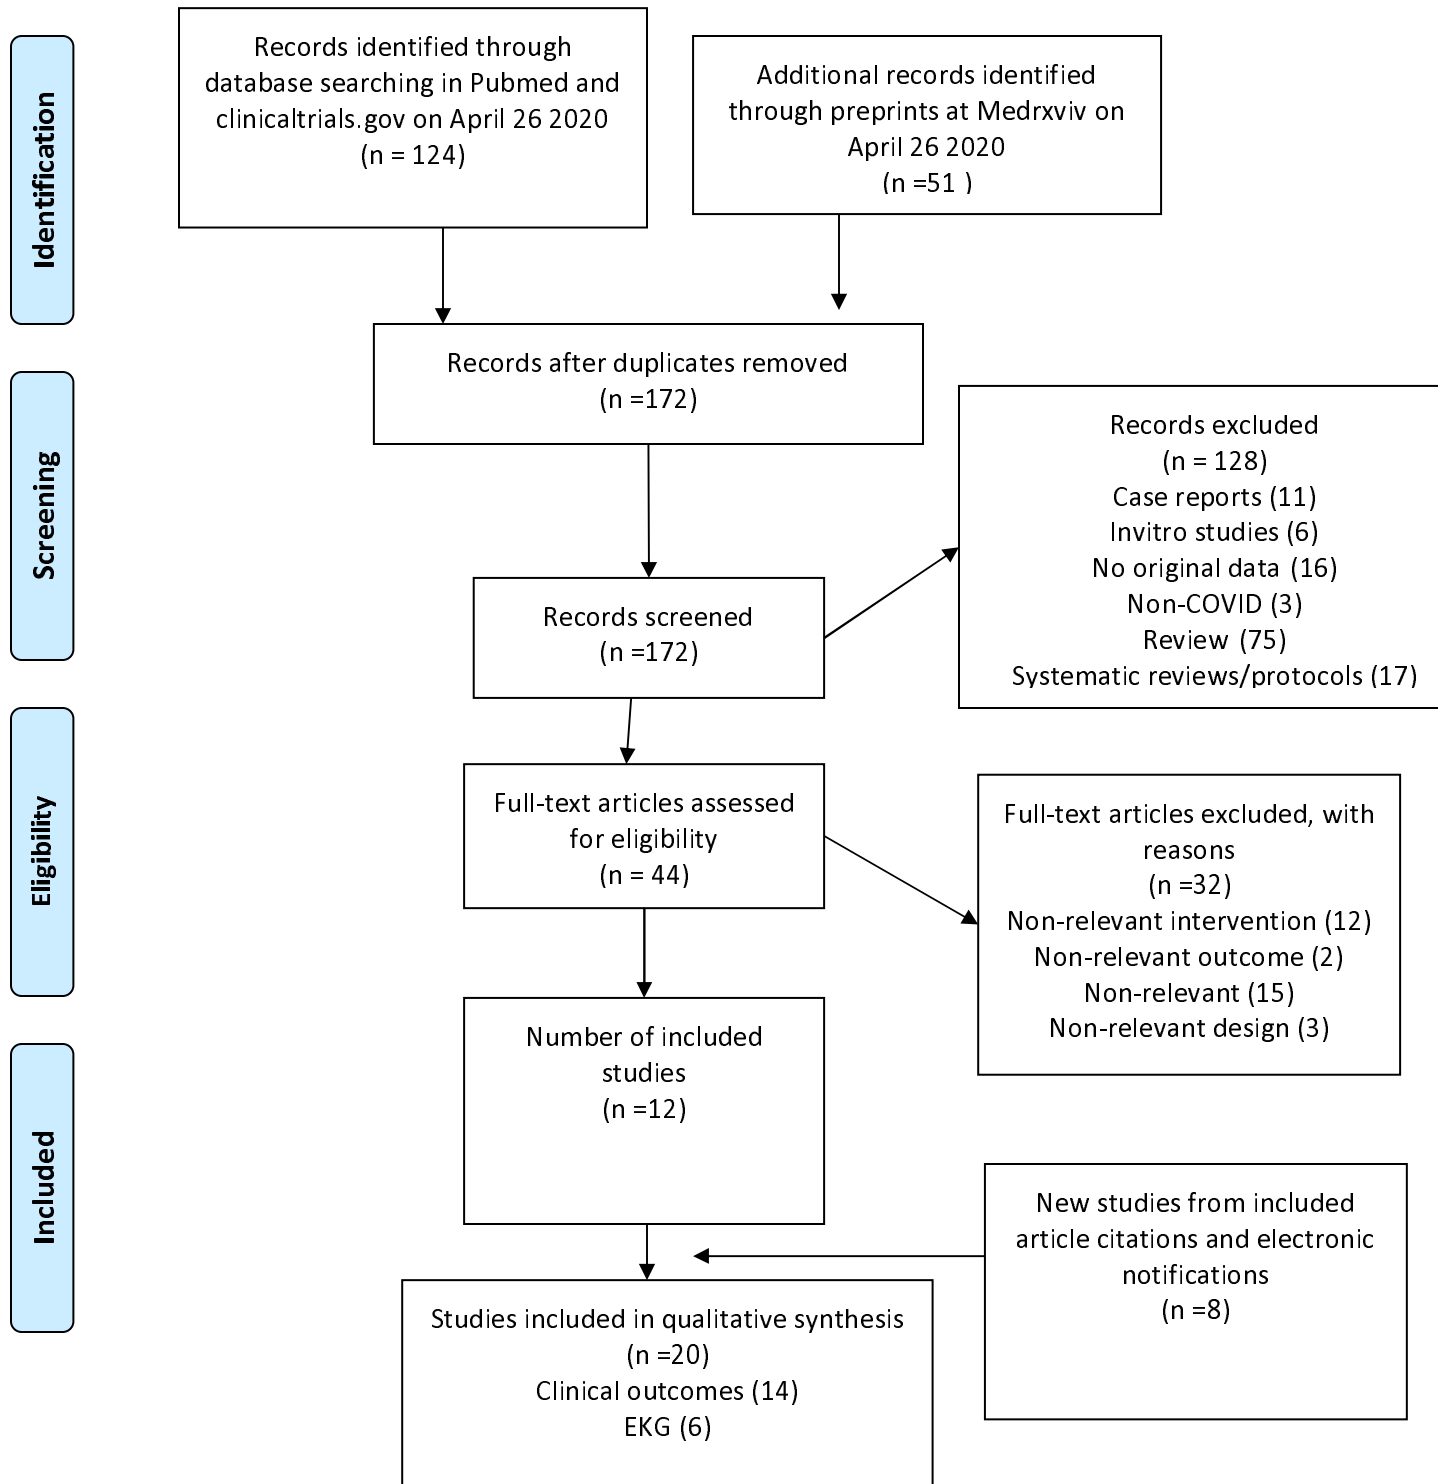 Identification
Records identified through
database searching in Pubmed and
clinicaltrials.gov on April 26 2020
(n = 124)
Additional records identified
through preprints at Medrxviv on
April 26 2020
(n =51 )
Records after duplicates removed
(n =172)
Screening
Records screened
(n =172)
Records excluded
(n = 128)
Case reports (11)
Invitro studies (6)
No original data (16)
Non-COVID (3)
Review (75)
Systematic reviews/protocols (17)
Eligibility
Full-text articles assessed
for eligibility
(n = 44)
Full-text articles excluded, with
reasons
(n =32)
Non-relevant intervention (12)
Non-relevant outcome (2)
Non-relevant (15)
Non-relevant design (3)
Included
Number of included
studies
(n =12)
New studies from included
article citations and electronic
notifications
(n =8)
Studies included in qualitative synthesis
(n =20)
Clinical outcomes (14)
EKG (6)